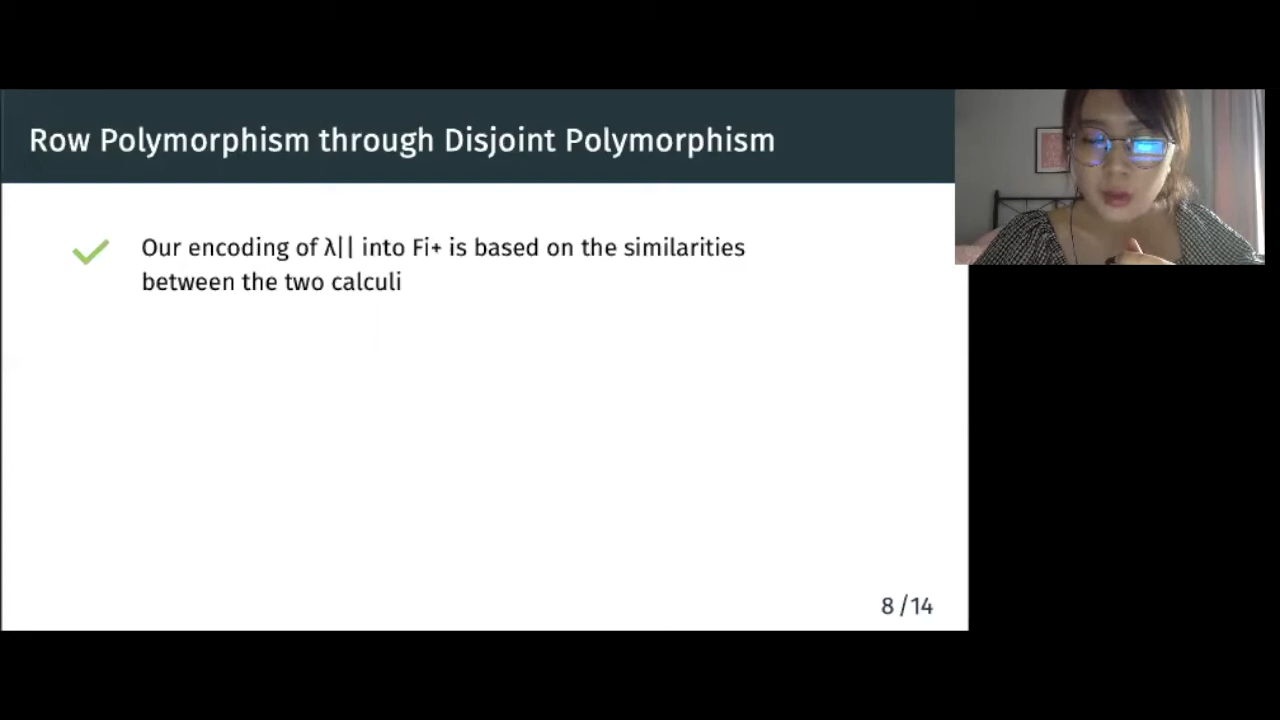 Row Polymorphism through Disjoint Polymorphism
Our encoding of λ|| into Fi+ is based on the similarities
between the two calculi
8 / 14